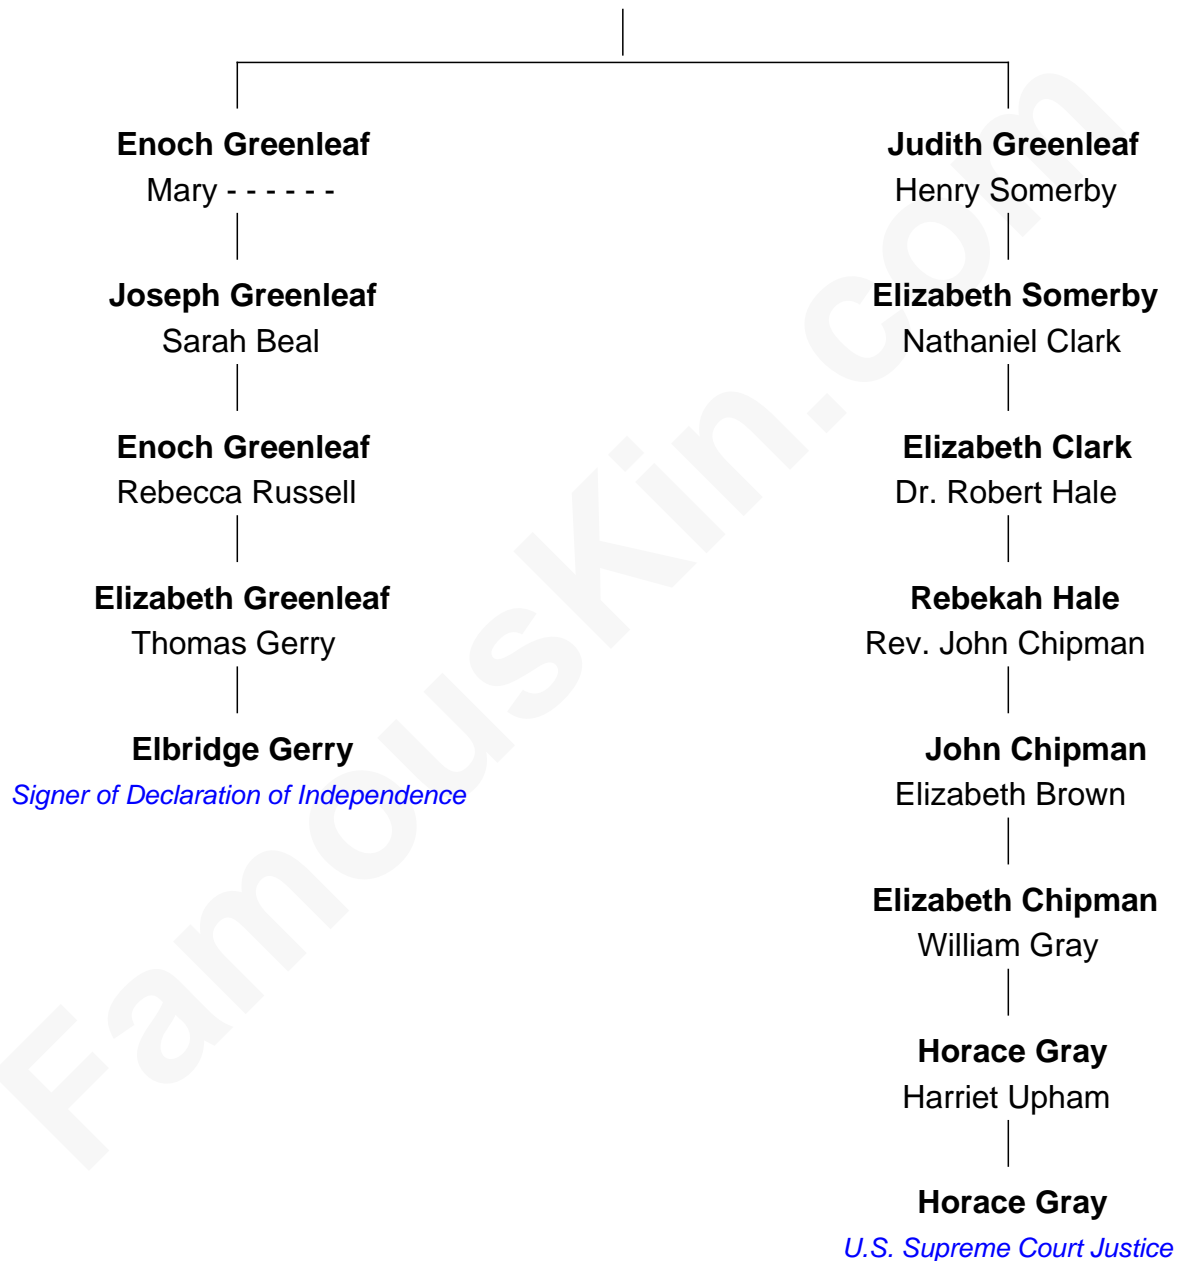 Enoch Greenleaf
Mary - - - - - -
Joseph Greenleaf
Sarah Beal
Enoch Greenleaf
Rebecca Russell
Elizabeth Greenleaf
Thomas Gerry
Elbridge Gerry
Signer of Declaration of Independence
Judith Greenleaf
Henry Somerby
Elizabeth Somerby
Nathaniel Clark
Elizabeth Clark
Dr. Robert Hale
Rebekah Hale
Rev. John Chipman
John Chipman
Elizabeth Brown
Elizabeth Chipman
William Gray
Horace Gray
Harriet Upham
Horace Gray
U.S. Supreme Court Justice
FamousKin.com